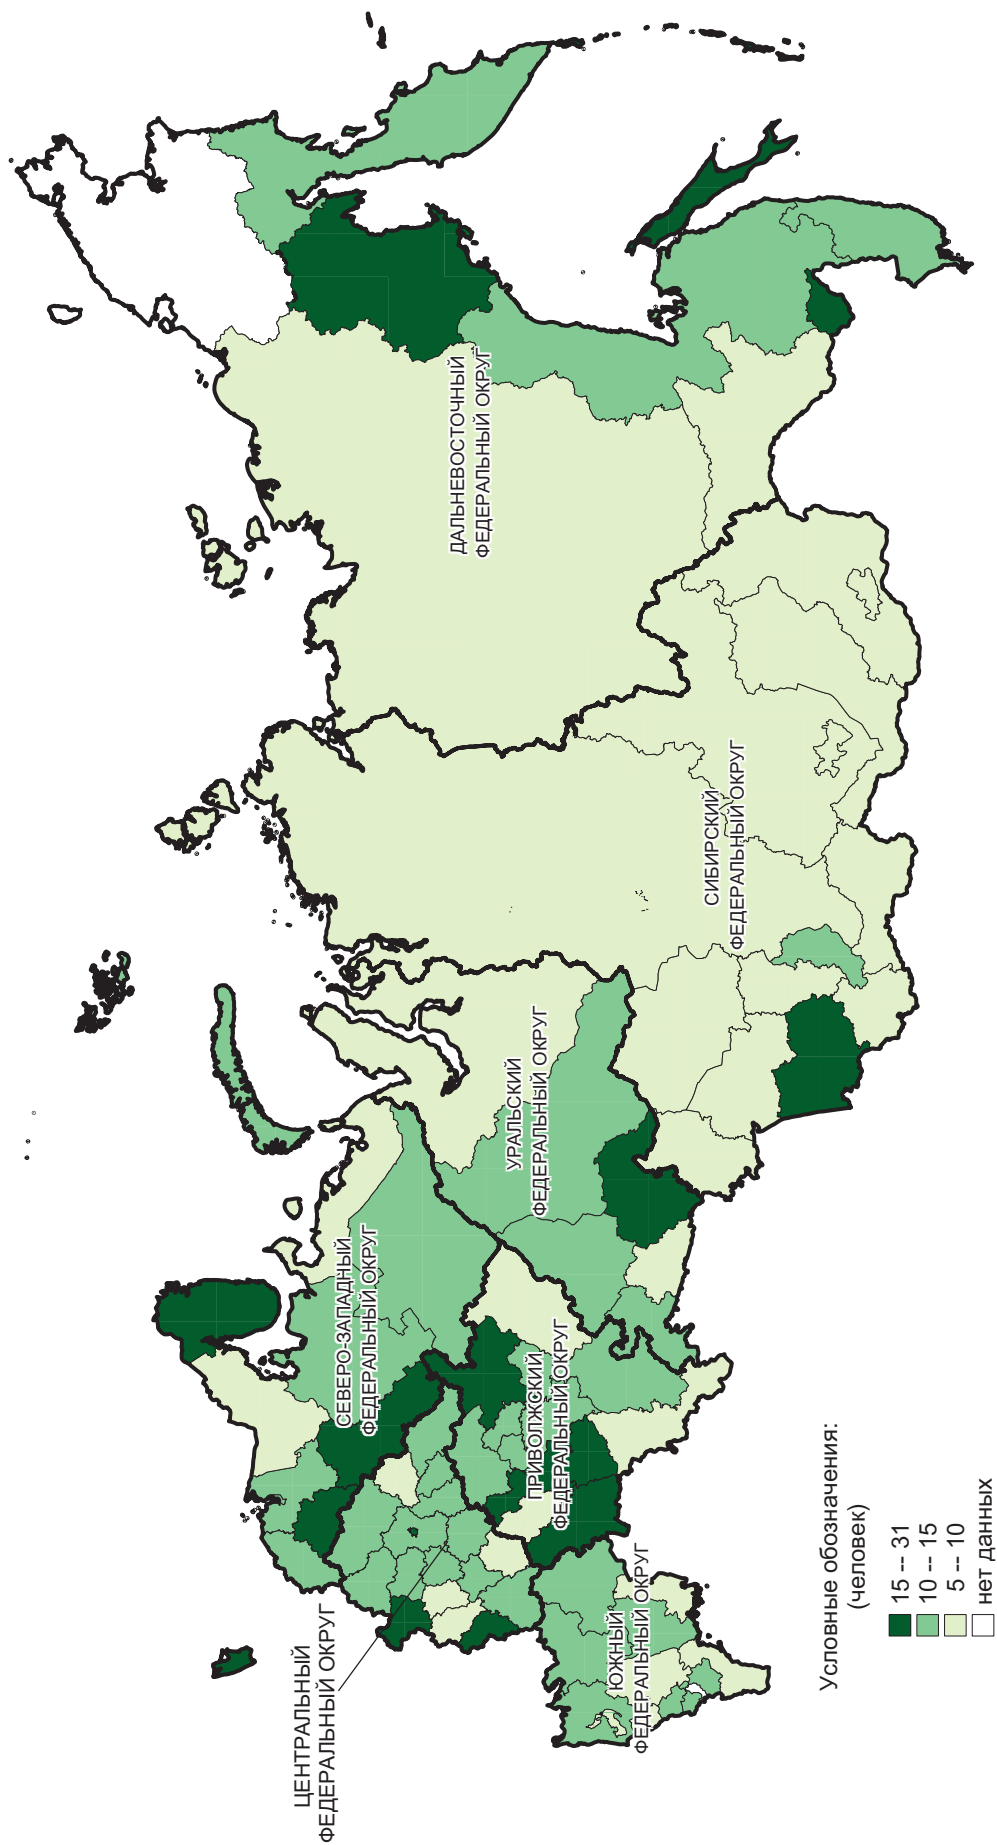 ЦЕНТРАЛЬНЫЙ
ФЕДЕРАЛЬНЫЙ ОКРУГ
СЕВЕРО-ЗАПАДНЫЙ
ФЕДЕРАЛЬНЫЙ ОКРУГ
ЮЖНЫЙ
ФЕДЕРАЛЬНЫЙ ОКРУГ
ПРИВОЛЖСКИЙ
ФЕДЕРАЛЬНЫЙ ОКРУГ
УРАЛЬСКИЙ
ФЕДЕРАЛЬНЫЙ ОКРУГ
СИБИРСКИЙ
ФЕДЕРАЛЬНЫЙ ОКРУГ
ДАЛЬНЕВОСТОЧНЫЙ
ФЕДЕРАЛЬНЫЙ ОКРУГ
Условные обозначения:
(человек)
15 -- 31
10 -- 15
5 -- 10
нет данных